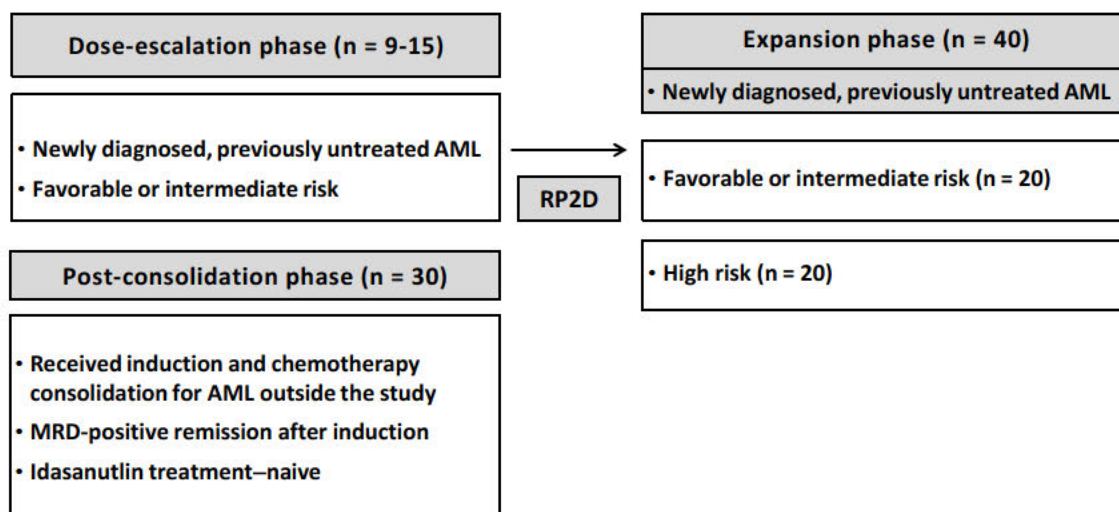 Dose-escalation phase (n = 9-15)
• Newly diagnosed, previously untreated AML
• Favorable or intermediate risk
RP2D
Expansion phase (n = 40)
• Newly diagnosed, previously untreated AML
• Favorable or intermediate risk (n = 20)
• High risk (n = 20)
Post-consolidation phase (n = 30)
• Received induction and chemotherapy
consolidation for AML outside the study
• MRD-positive remission after induction
• Idasanutlin treatment–naive